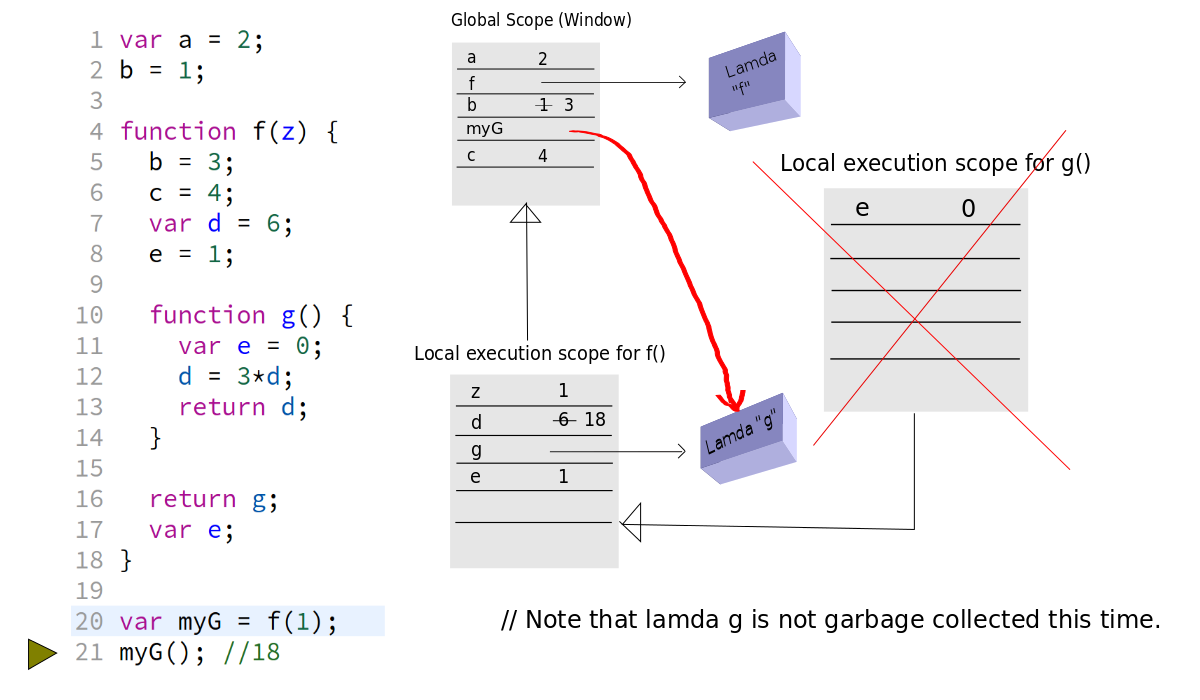 1 var a = 2;
2 b = 1;
3
4 function f(z) {
5 b = 3;
6 c = 4;
7 var d = 6;
8 e = 1;
9
10 function g() {
11 var e = 0;
12 d = 3*d;
13 return d;
14 }
15
16 return g;
17 var e;
18 }
19
20 var myG = f(1);
21 myG(); //18
Global Scope (Window)
a 2
f
b 1 3
myG
c 4
Lamda
"f"
Local execution scope for g()
e 0
Local execution scope for f()
z 1
d 6 18
g
e 1
Lamda "g"
// Note that lamda g is not garbage collected this time.